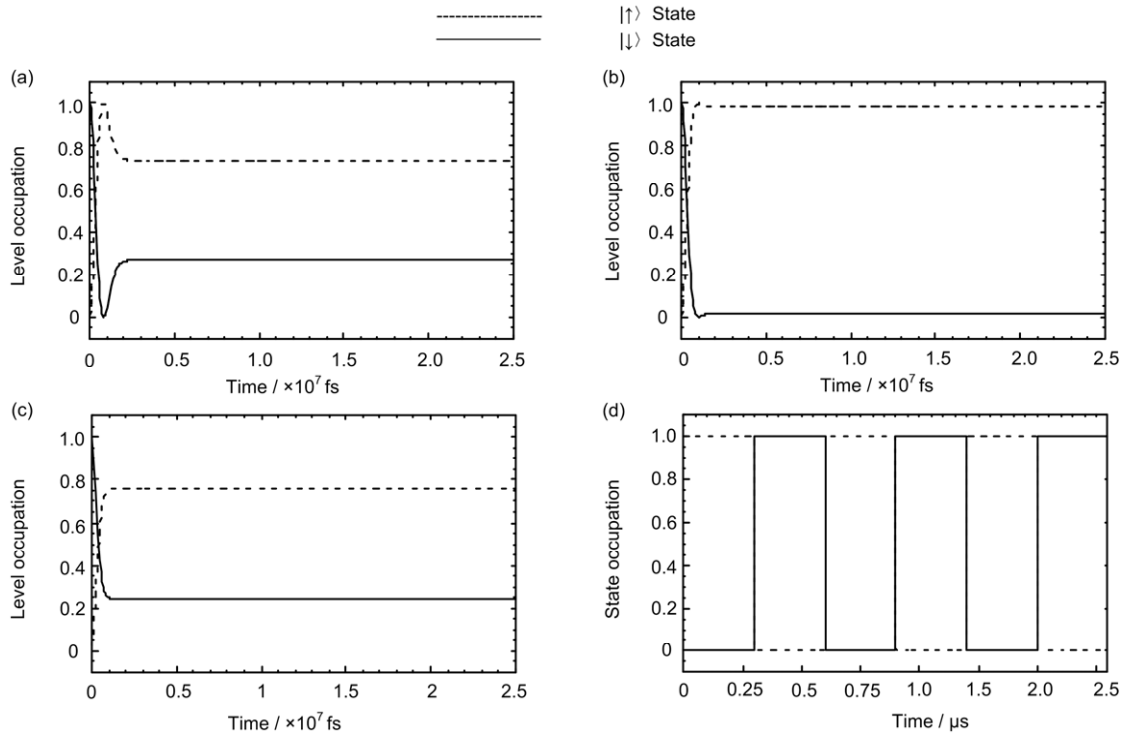 |↑〉 State
|↓〉 State
(a)
1.0
0.8
0.6
0.4
0.2
0
Level occupation
0 0.5 1.0 1.5 2.0 2.5
Time / ×10⁷ fs
(b)
1.0
0.8
0.6
0.4
0.2
0
Level occupation
0 0.5 1.0 1.5 2.0 2.5
Time / ×10⁷ fs
(c)
1.0
0.8
0.6
0.4
0.2
0
Level occupation
0 0.5 1.0 1.5 2.0 2.5
Time / ×10⁷ fs
(d)
1.0
0.8
0.6
0.4
0.2
0
State occupation
0 0.25 0.5 0.75 1.0 1.5 2.0 2.5
Time / μs